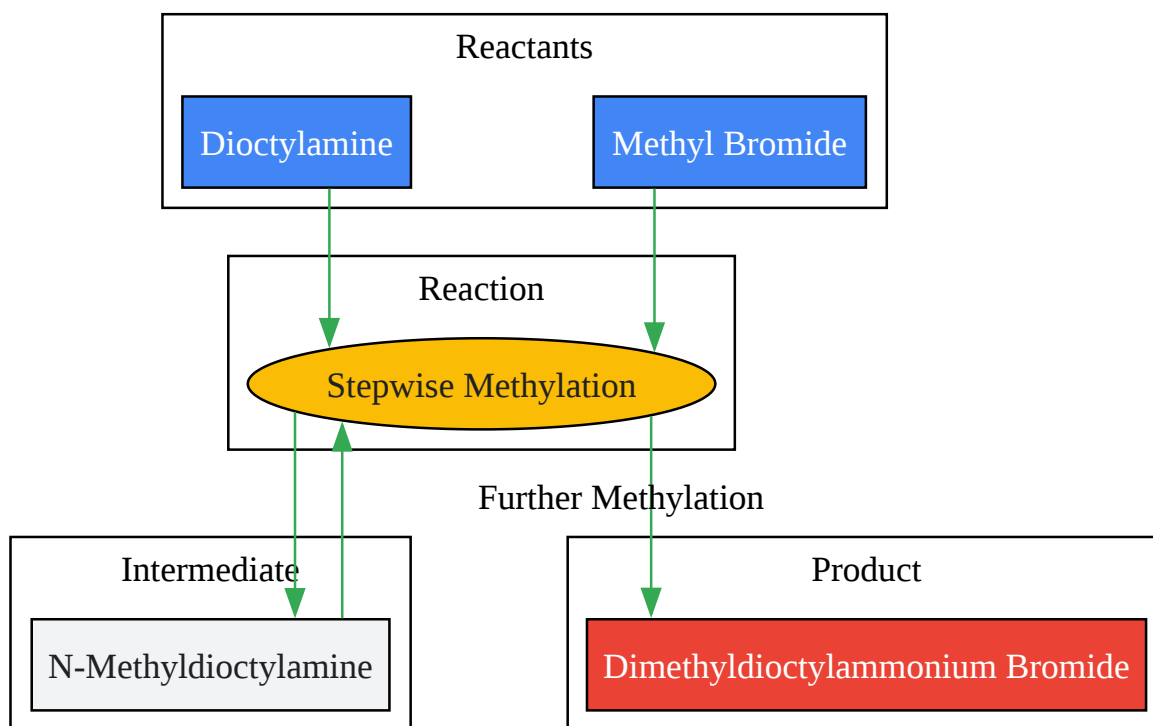 Reactants
Dioctylamine
Methyl Bromide
Reaction
Stepwise Methylation
Further Methylation
Intermediate
N-Methyldioctylamine
Product
Dimethyldioctylammonium Bromide